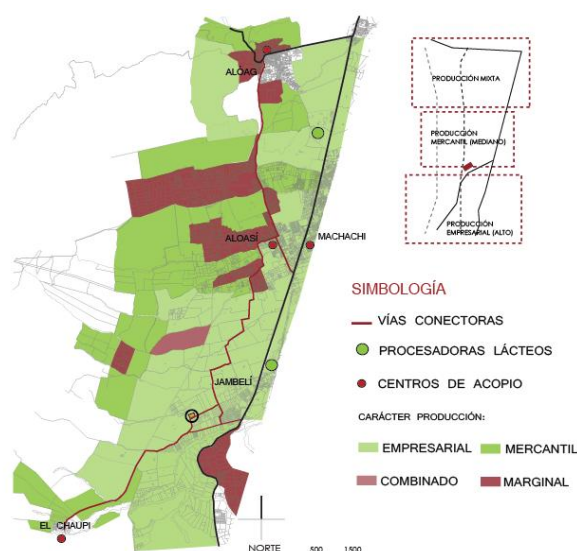 ALÓAG
ALOASÍ
MACHACHI
JAMBELÍ
EL CHAUPI
NORTE
500 1500
PRODUCCIÓN MIXTA
PRODUCCIÓN
MERCANTIL (MEDIANO)
PRODUCCIÓN
EMPRESARIAL (ALTO)
SIMBOLOGÍA
VÍAS CONECTORAS
PROCESADORAS LÁCTEOS
CENTROS DE ACOPIO
CARÁCTER PRODUCCIÓN:
EMPRESARIAL
MERCANTIL
COMBINADO
MARGINAL